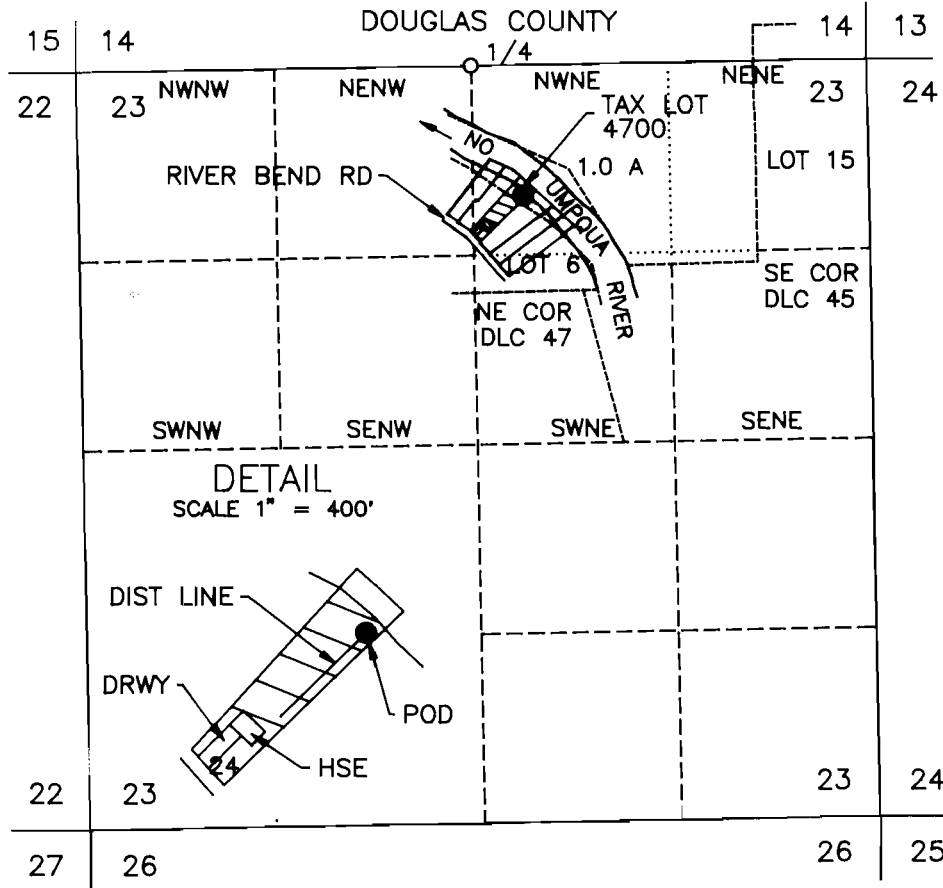 DOUGLAS COUNTY
15 14
1/4
14 13
22 23
NWNW
NENW
NWNE
NENE
23 24
TAX LOT
4700
NO
UMPQUA
RIVER
1.0 A
LOT 15
RIVER BEND RD
LOT 6
SE COR
DLC 45
NE COR
DLC 47
SWNW
SENW
SWNE
SENE
DETAIL
SCALE 1" = 400'
DIST LINE
DRWY
POD
24
HSE
22 23
23 24
27 26
26 25